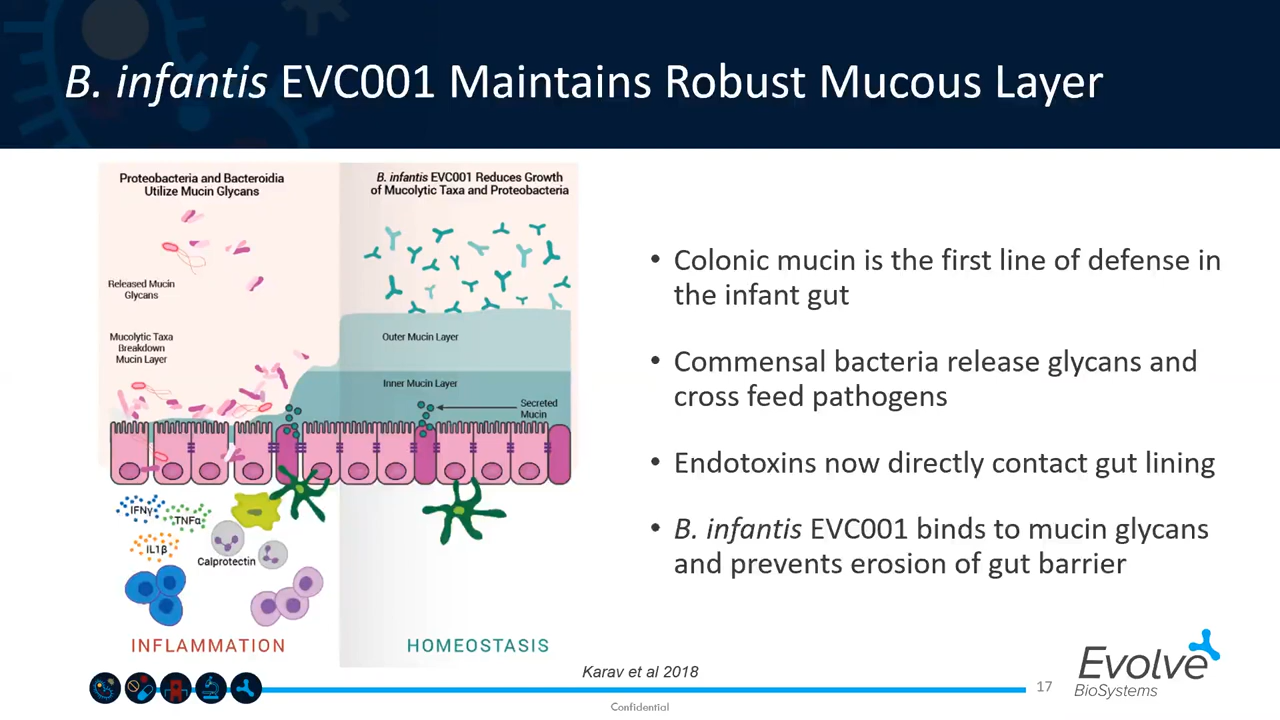 B. infantis EVC001 Maintains Robust Mucous Layer
Proteobacteria and Bacteroidia
Utilize Mucin Glycans
B. infantis EVC001 Reduces Growth
of Mucolytic Taxa and Proteobacteria
Released Mucin
Glycans
Mucolytic Taxa
Breakdown
Mucin Layer
Outer Mucin Layer
Inner Mucin Layer
Secreted
Mucin
IFNγ
TNFα
IL1β
Calprotectin
INFLAMMATION
HOMEOSTASIS
• Colonic mucin is the first line of defense in
the infant gut
• Commensal bacteria release glycans and
cross feed pathogens
• Endotoxins now directly contact gut lining
• B. infantis EVC001 binds to mucin glycans
and prevents erosion of gut barrier
Karav et al 2018
Confidential
17
Evolve
BioSystems